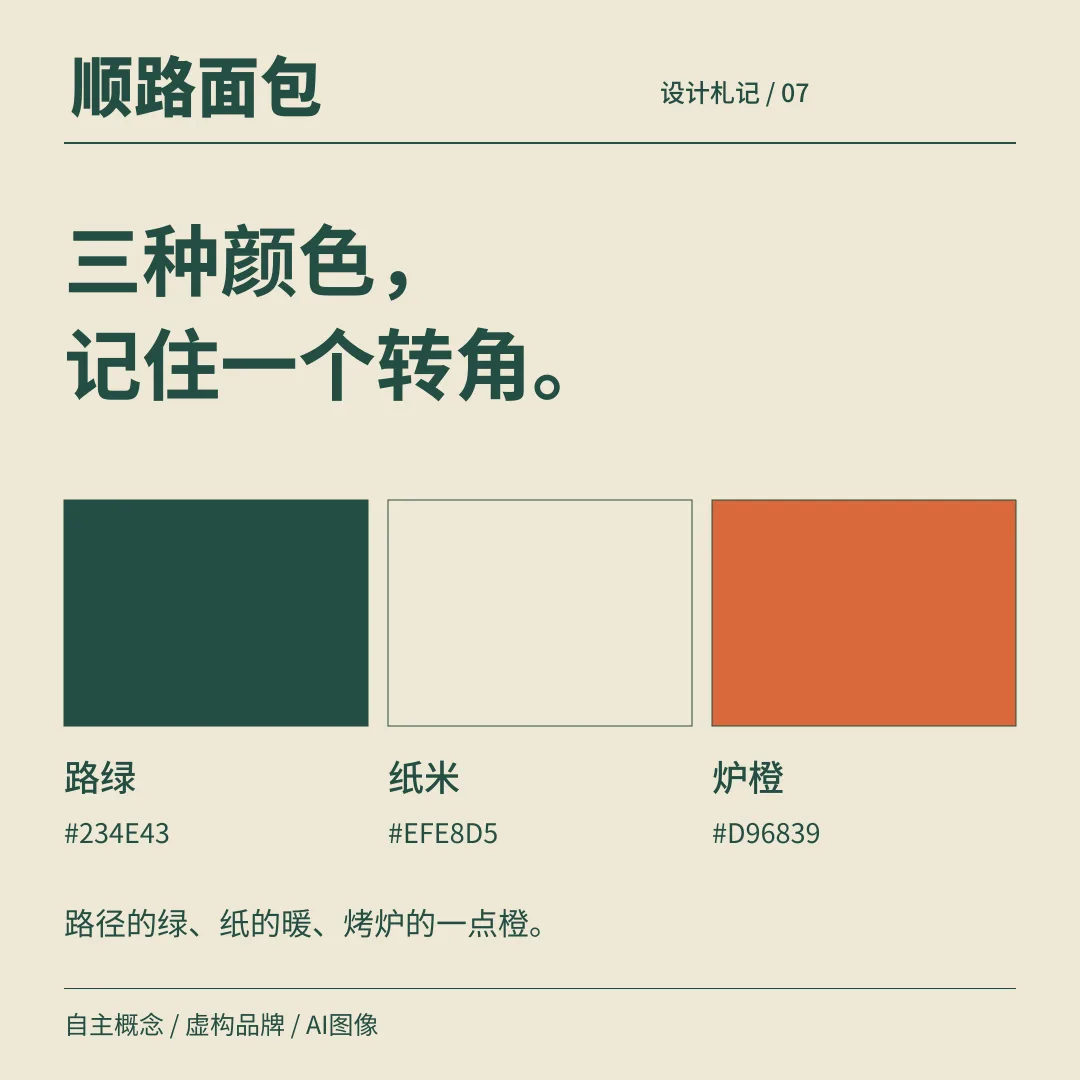 顺路面包
设计札记 / 07
三种颜色，
记住一个转角。
路绿
#234E43
纸米
#EFE8D5
炉橙
#D96839
路径的绿、纸的暖、烤炉的一点橙。
自主概念 / 虚构品牌 / AI图像